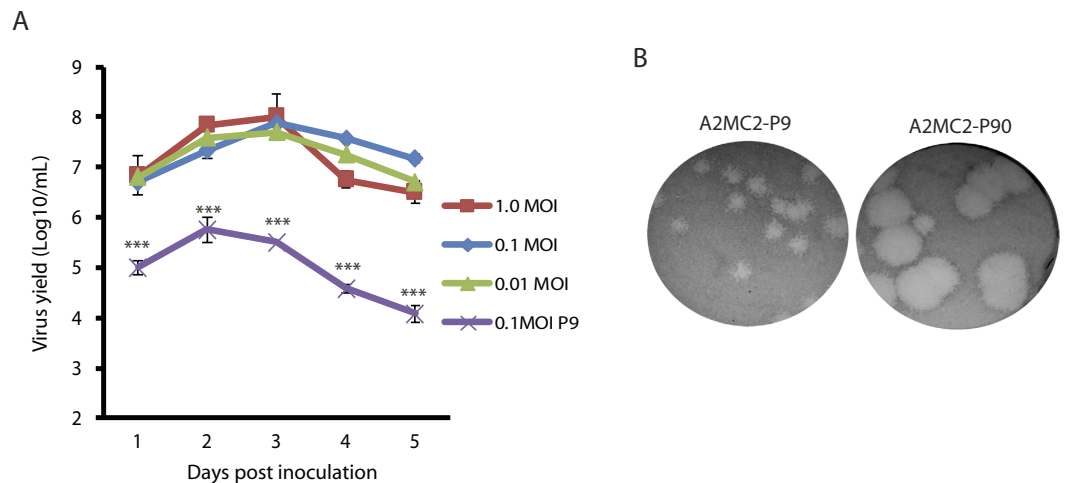 A
Virus yield (Log10/mL)
9
8
7
6
5
4
3
2
***
***
***
***
***
1 2 3 4 5
Days post inoculation
1.0 MOI
0.1 MOI
0.01 MOI
0.1MOI P9
B
A2MC2-P9
A2MC2-P90